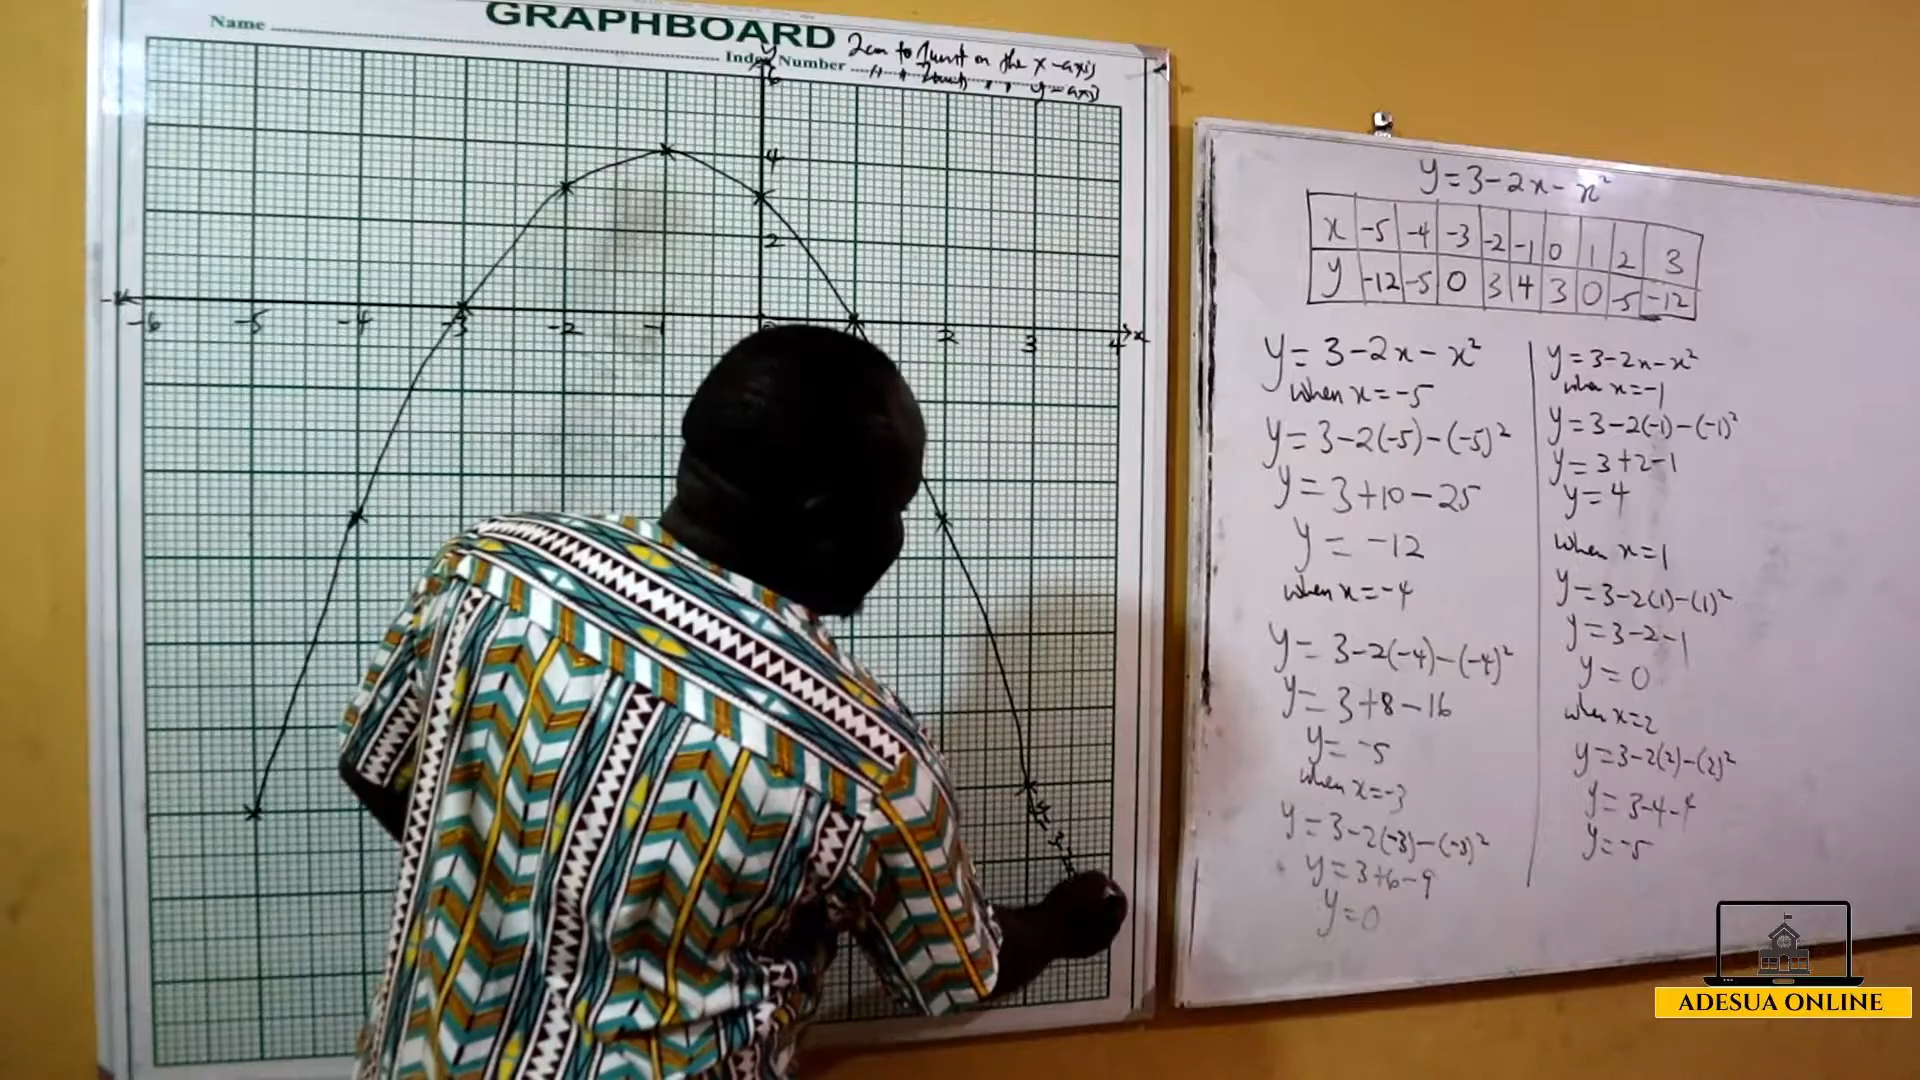 GRAPHBOARD
Name
Index Number
2cm to 1unit on the x-axis
" " 2units " " y-axis
y
6
4
2
-6 -5 -4 -3 -2 -1 2 3 4 x
y=3-2x-x²
x -5 -4 -3 -2 -1 0 1 2 3
y -12 -5 0 3 4 3 0 -5 -12
y=3-2x-x²
when x=-5
y=3-2(-5)-(-5)²
y=3+10-25
y=-12
when x=-4
y=3-2(-4)-(-4)²
y=3+8-16
y=-5
when x=-3
y=3-2(-3)-(-3)²
y=3+6-9
y=0
y=3-2x-x²
when x=-1
y=3-2(-1)-(-1)²
y=3+2-1
y=4
when x=1
y=3-2(1)-(1)²
y=3-2-1
y=0
when x=2
y=3-2(2)-(2)²
y=3-4-4
y=-5
ADESUA ONLINE